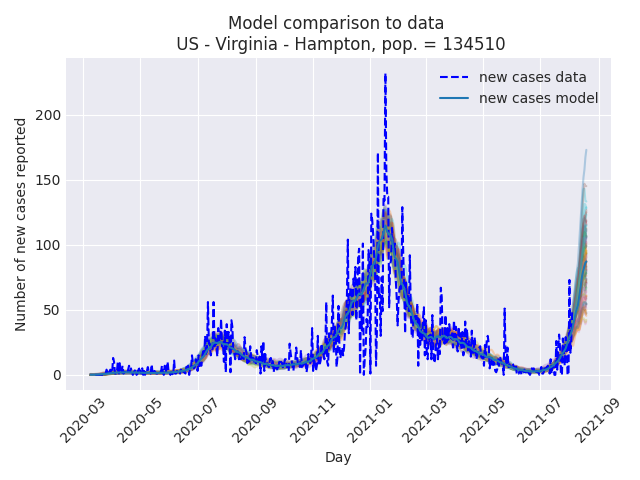 Model comparison to data
US - Virginia - Hampton, pop. = 134510
new cases data
new cases model
Number of new cases reported
200
150
100
50
0
2020-03
2020-05
2020-07
2020-09
2020-11
2021-01
2021-03
2021-05
2021-07
2021-09
Day